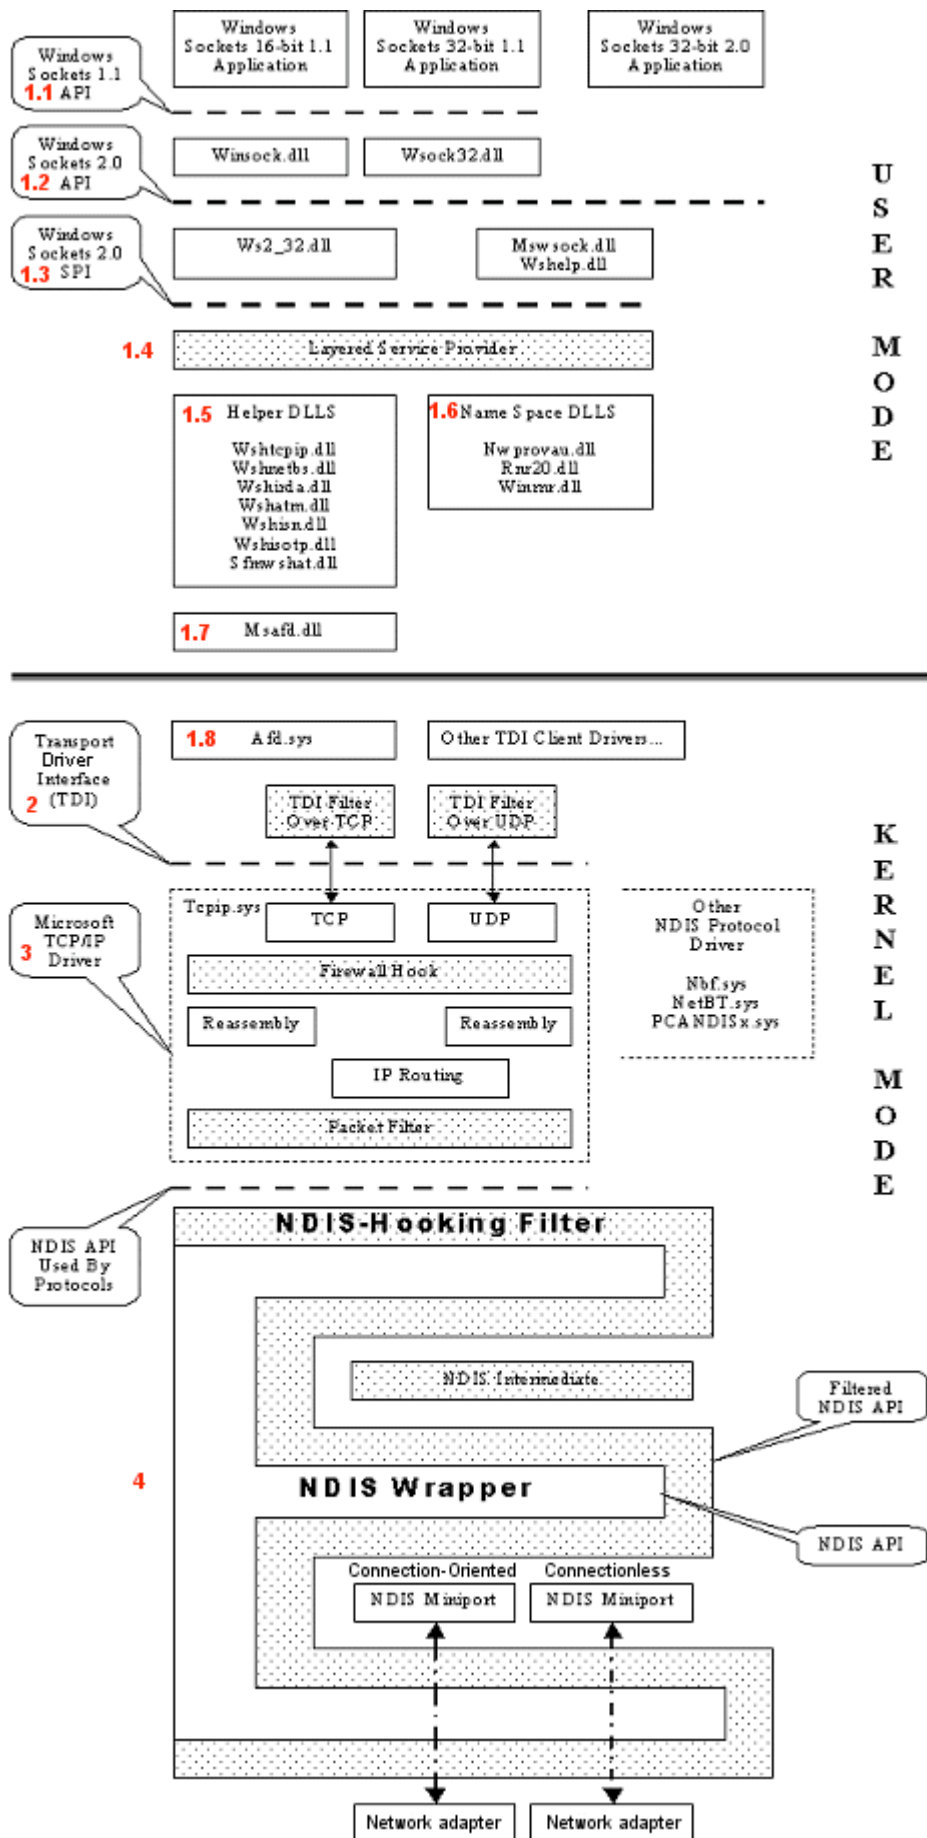 Windows
Sockets 16-bit 1.1
Application
Windows
Sockets 32-bit 1.1
Application
Windows
Sockets 32-bit 2.0
Application
Windows
Sockets 1.1
1.1 API
Winsock.dll
Wsock32.dll
Windows
Sockets 2.0
1.2 API
Ws2_32.dll
Mswsock.dll
Wshelp.dll
Windows
Sockets 2.0
1.3 SPI
1.4
Layered Service Provider
1.5 Helper DLLS
Wshtcpip.dll
Wshnetbs.dll
Wshirda.dll
Wshatm.dll
Wshisn.dll
Wshisotp.dll
Sfmwshat.dll
1.6 Name Space DLLS
Nwprovau.dll
Rnr20.dll
Winrnr.dll
1.7 Msafd.dll
USER MODE
Transport
Driver
Interface
2 (TDI)
1.8 Afd.sys
Other TDI Client Drivers...
TDI Filter
Over TCP
TDI Filter
Over UDP
Microsoft
3 TCP/IP
Driver
Tcpip.sys
TCP
UDP
Firewall Hook
Reassembly
Reassembly
IP Routing
Packet Filter
Other
NDIS Protocol
Driver
Nbf.sys
NetBT.sys
PCANDISx.sys
KERNEL MODE
NDIS API
Used By
Protocols
NDIS-Hooking Filter
NDIS Intermediate
Filtered
NDIS API
4
NDIS Wrapper
NDIS API
Connection-Oriented
NDIS Miniport
Connectionless
NDIS Miniport
Network adapter
Network adapter